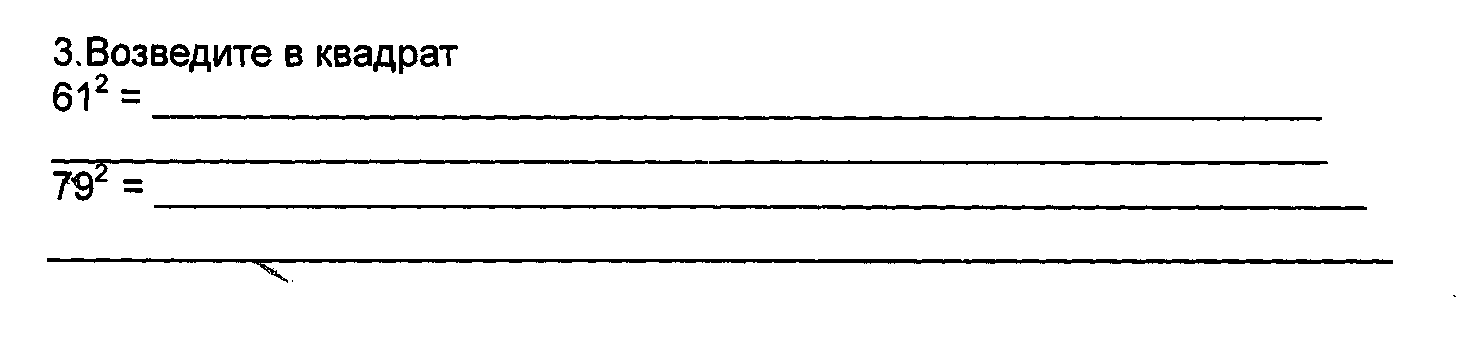 3.Возведите в квадрат
61² =
79² =